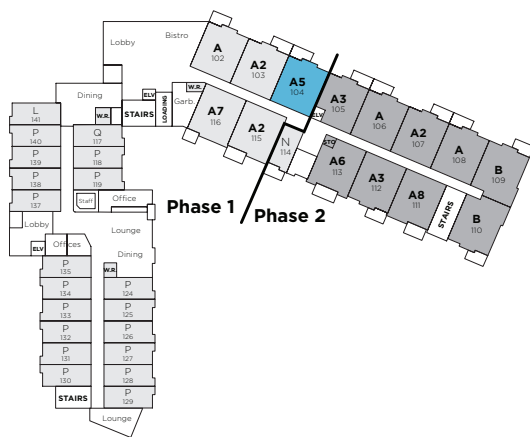 Lobby
Bistro
A
102
A2
103
A5
104
A3
105
A
106
A2
107
A
108
B
109
B
110
A8
111
A3
112
A6
113
STO
ELV
N
114
A2
115
A7
116
Garb.
W.R.
ELV
LOADING
STAIRS
STAIRS
Phase 1
Phase 2
Dining
W.R.
L
141
P
140
P
139
P
138
P
137
Q
117
P
118
P
119
Staff
Office
Lobby
ELV
Offices
Lounge
Dining
W.R.
P
135
P
134
P
133
P
132
P
131
P
130
P
124
P
125
P
126
P
127
P
128
P
129
STAIRS
Lounge